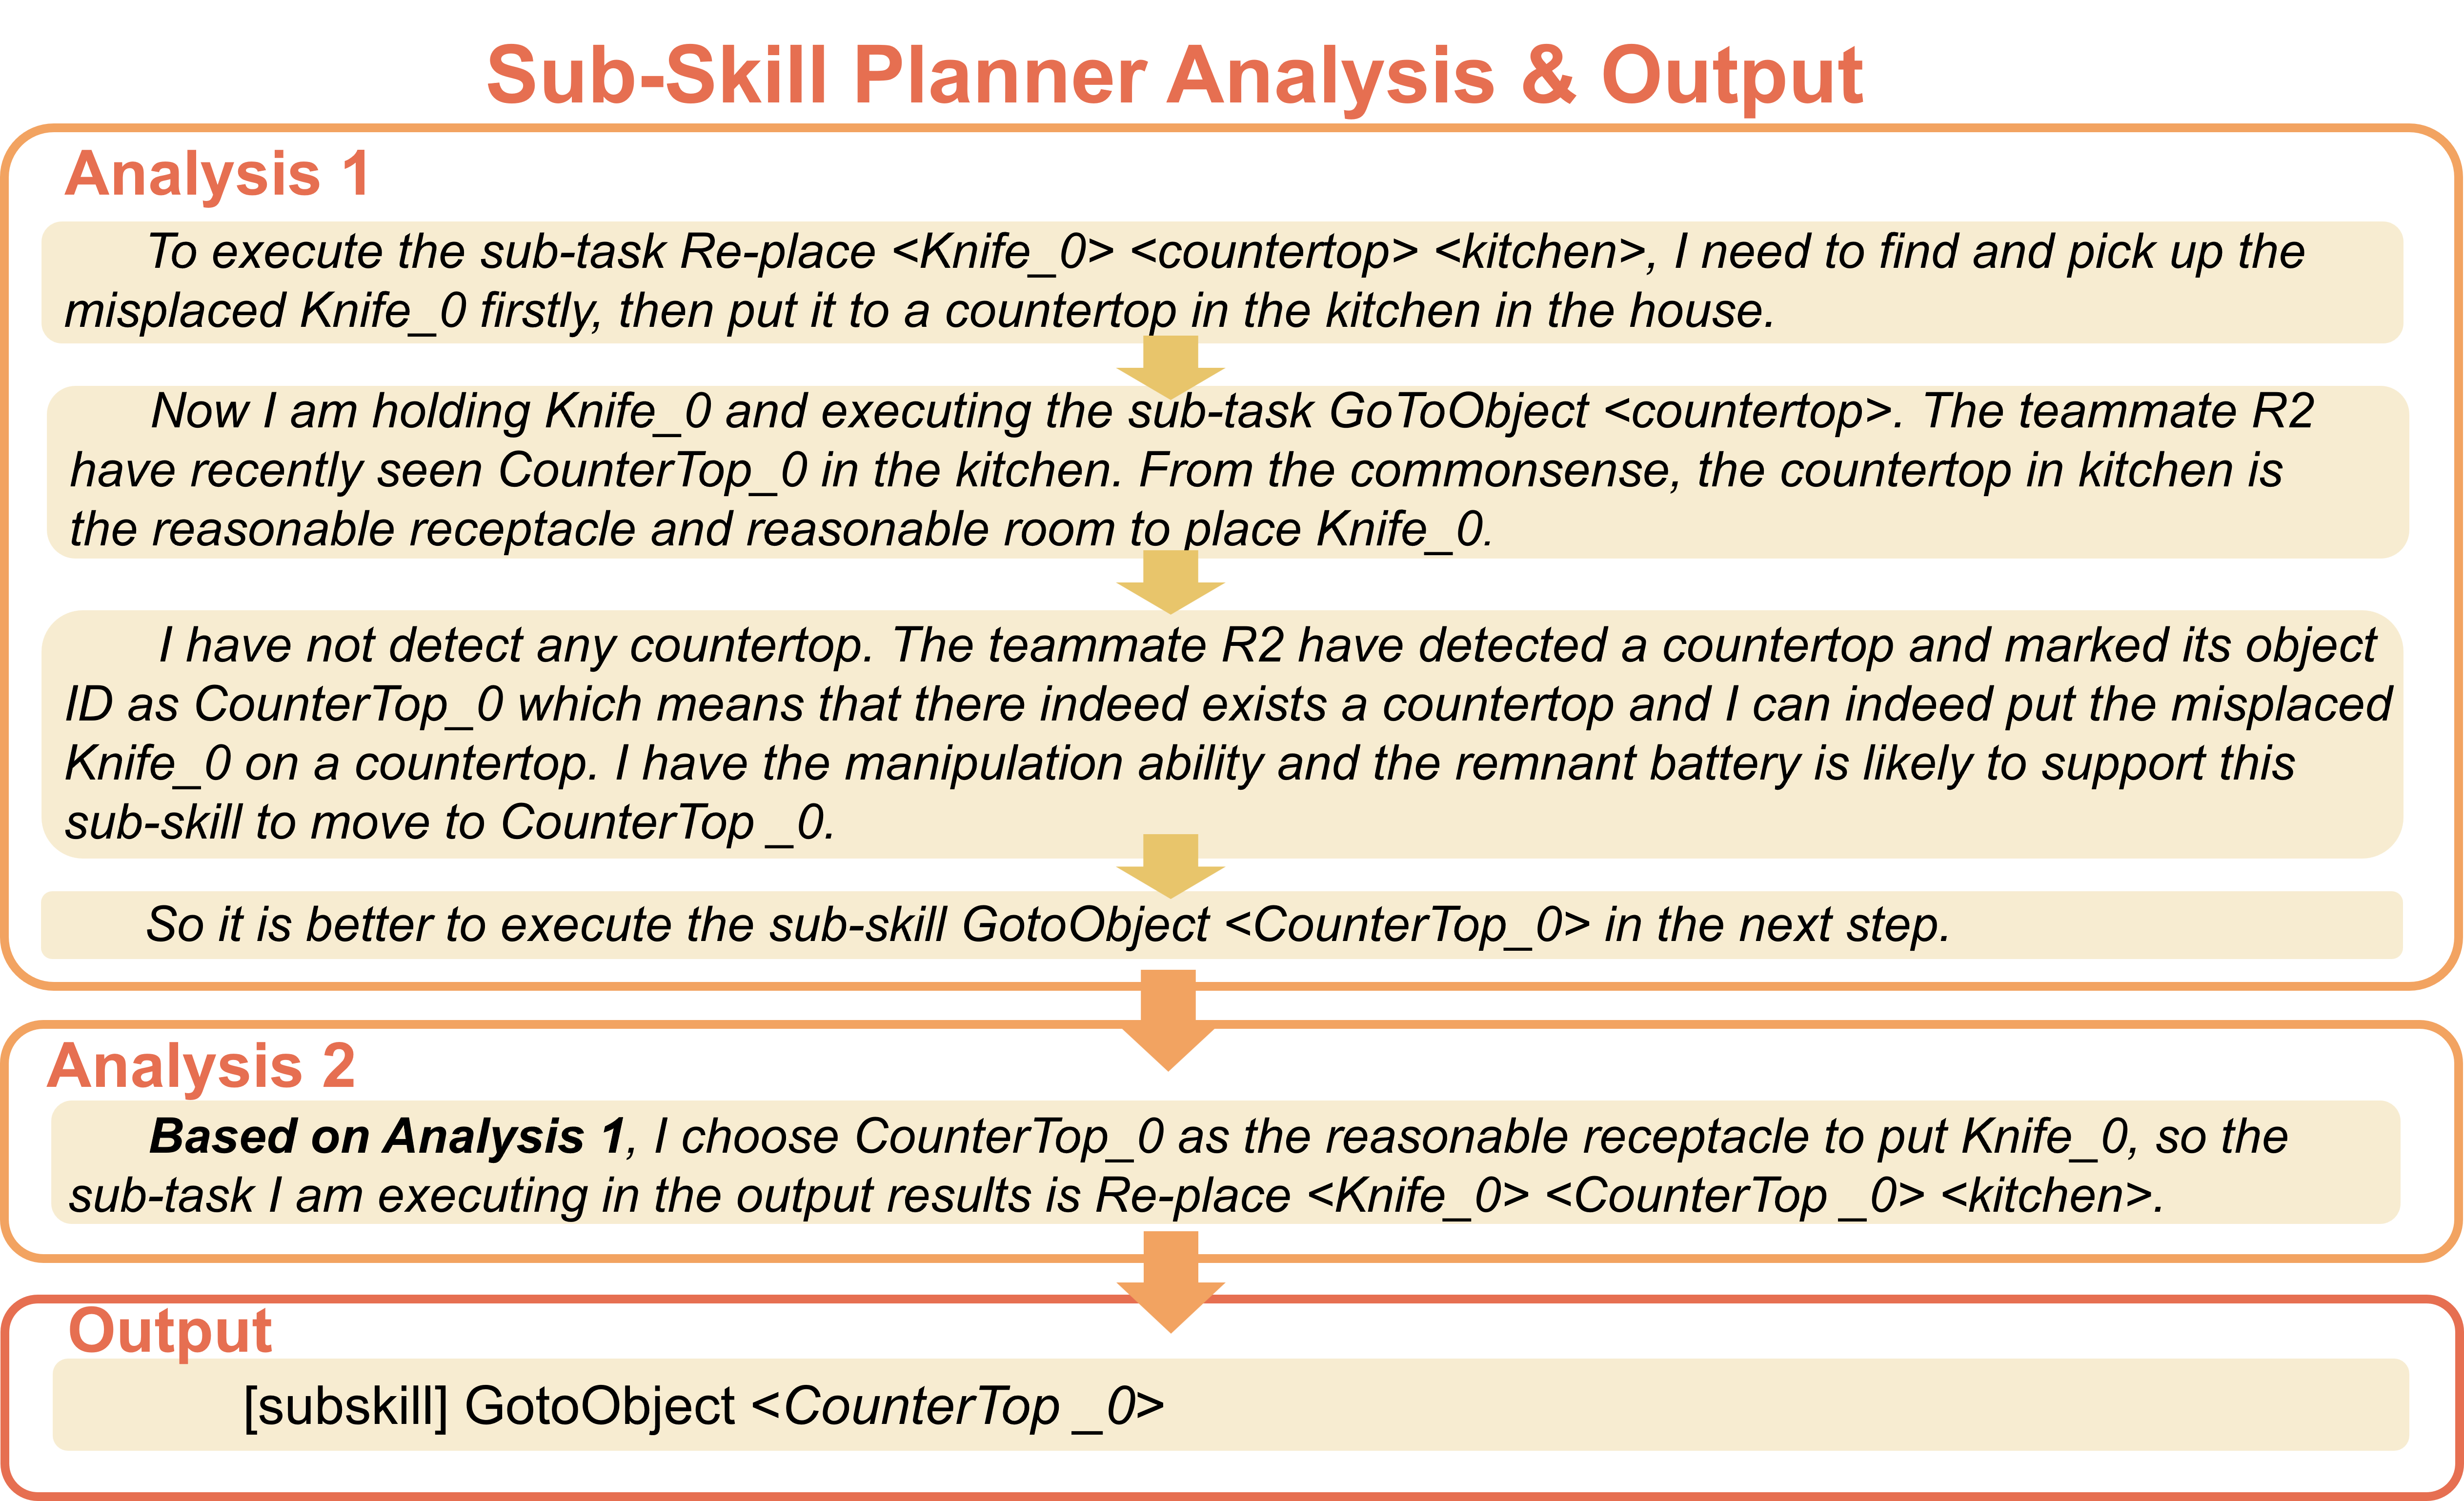 Sub-Skill Planner Analysis & Output
Analysis 1
To execute the sub-task Re-place <Knife_0> <countertop> <kitchen>, I need to find and pick up the
misplaced Knife_0 firstly, then put it to a countertop in the kitchen in the house.
Now I am holding Knife_0 and executing the sub-task GoToObject <countertop>. The teammate R2
have recently seen CounterTop_0 in the kitchen. From the commonsense, the countertop in kitchen is
the reasonable receptacle and reasonable room to place Knife_0.
I have not detect any countertop. The teammate R2 have detected a countertop and marked its object
ID as CounterTop_0 which means that there indeed exists a countertop and I can indeed put the misplaced
Knife_0 on a countertop. I have the manipulation ability and the remnant battery is likely to support this
sub-skill to move to CounterTop _0.
So it is better to execute the sub-skill GotoObject <CounterTop_0> in the next step.
Analysis 2
Based on Analysis 1, I choose CounterTop_0 as the reasonable receptacle to put Knife_0, so the
sub-task I am executing in the output results is Re-place <Knife_0> <CounterTop _0> <kitchen>.
Output
[subskill] GotoObject <CounterTop _0>